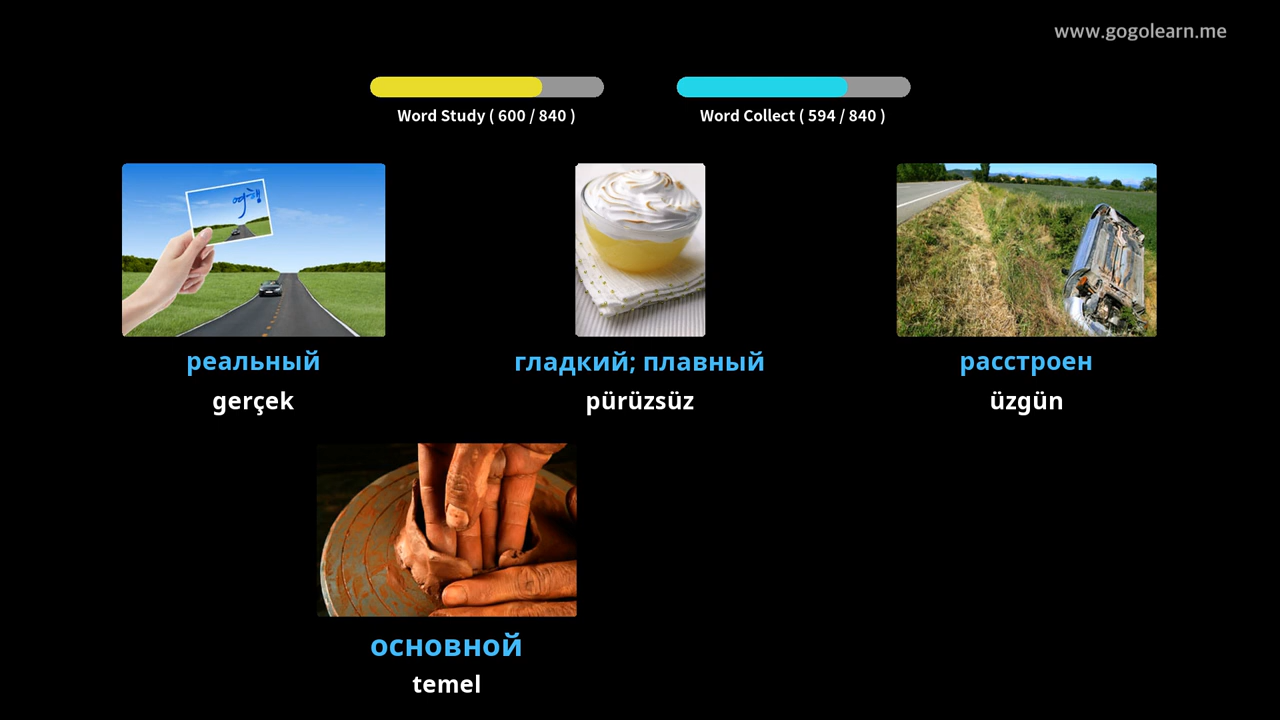 www.gogolearn.me
Word Study ( 600 / 840 )
Word Collect ( 594 / 840 )
реальный
gerçek
гладкий; плавный
pürüzsüz
расстроен
üzgün
основной
temel